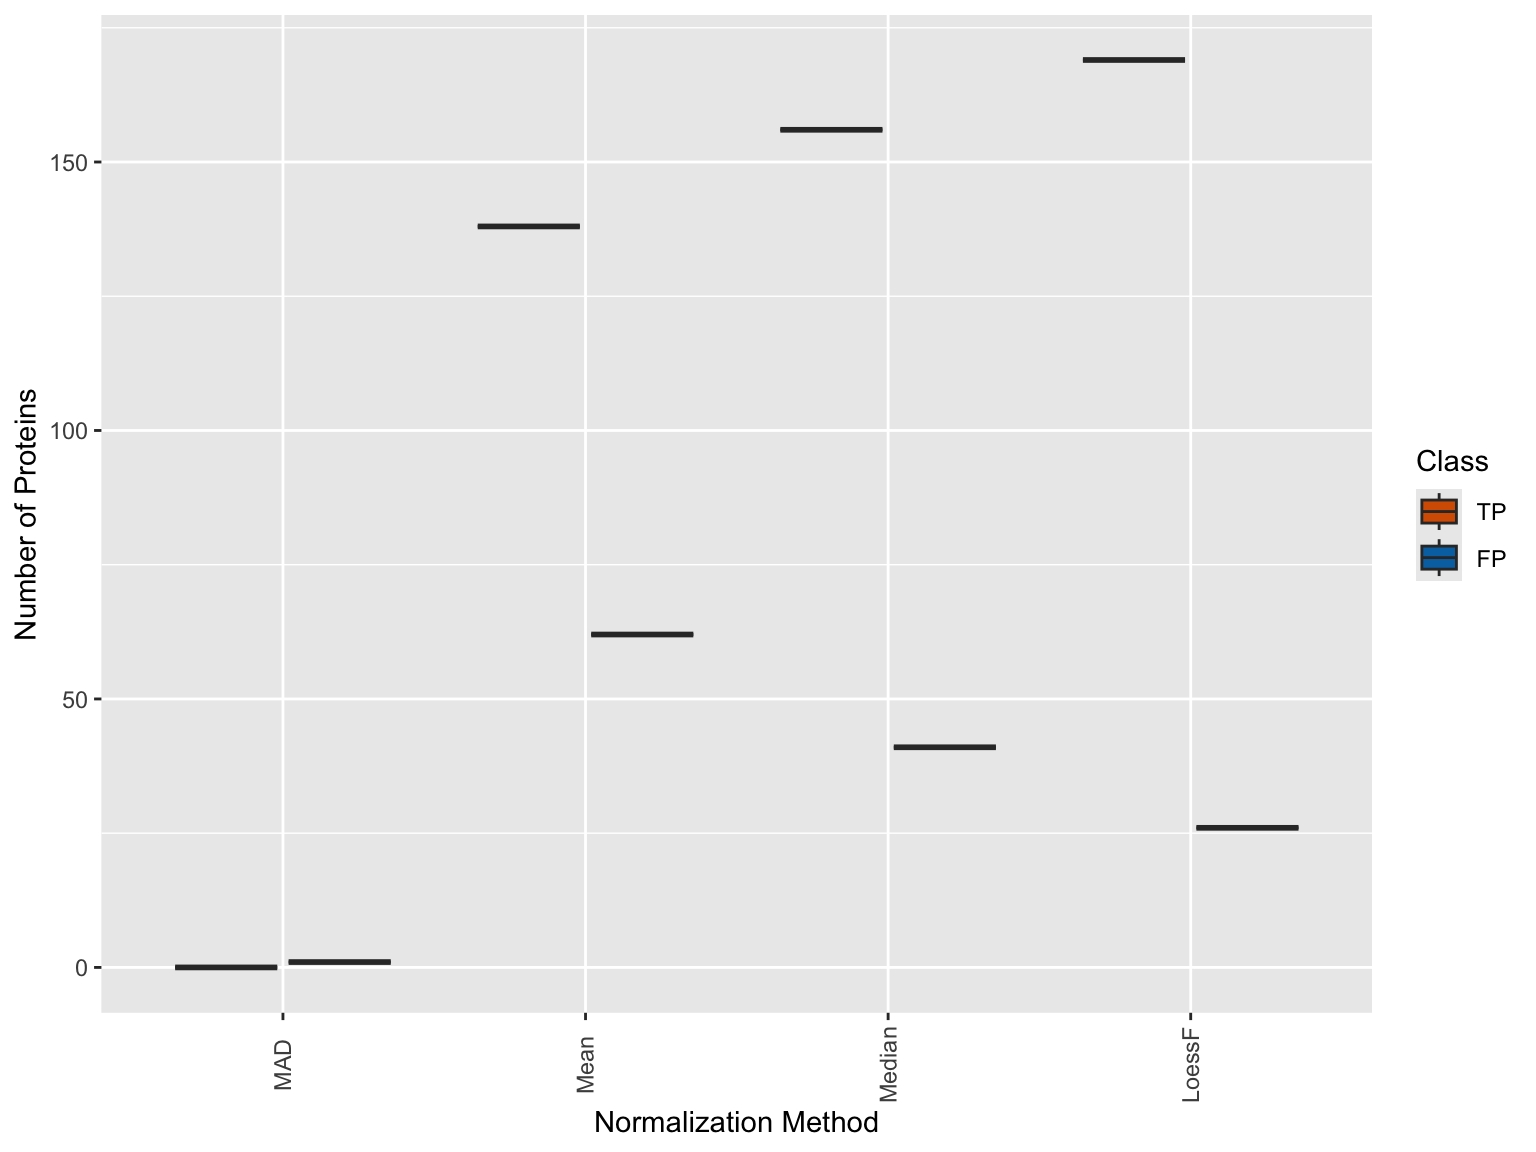 Number of Proteins
150
100
50
0
MAD
Mean
Median
LoessF
Normalization Method
Class
TP
FP